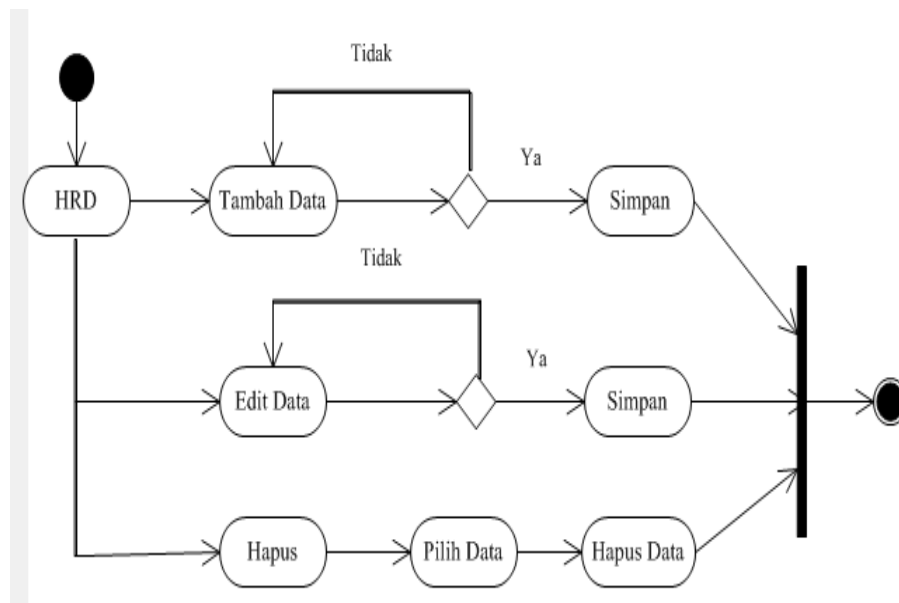 Tidak
Ya
HRD
Tambah Data
Simpan
Tidak
Ya
Edit Data
Simpan
Hapus
Pilih Data
Hapus Data